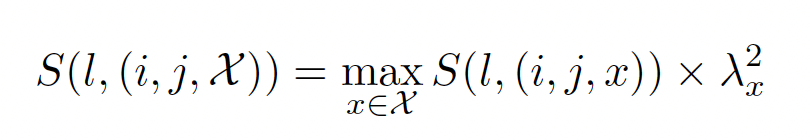 S(l, (i, j, 𝒳)) = max_{x∈𝒳} S(l, (i, j, x)) × λ_x^2